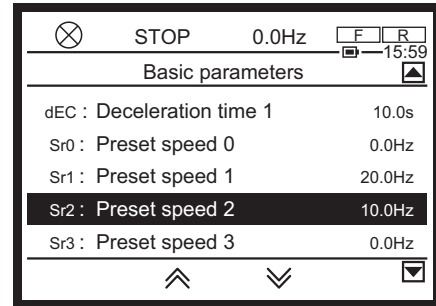 STOP 0.0Hz F R
15:59
Basic parameters
dEC : Deceleration time 1 10.0s
Sr0 : Preset speed 0 0.0Hz
Sr1 : Preset speed 1 20.0Hz
Sr2 : Preset speed 2 10.0Hz
Sr3 : Preset speed 3 0.0Hz